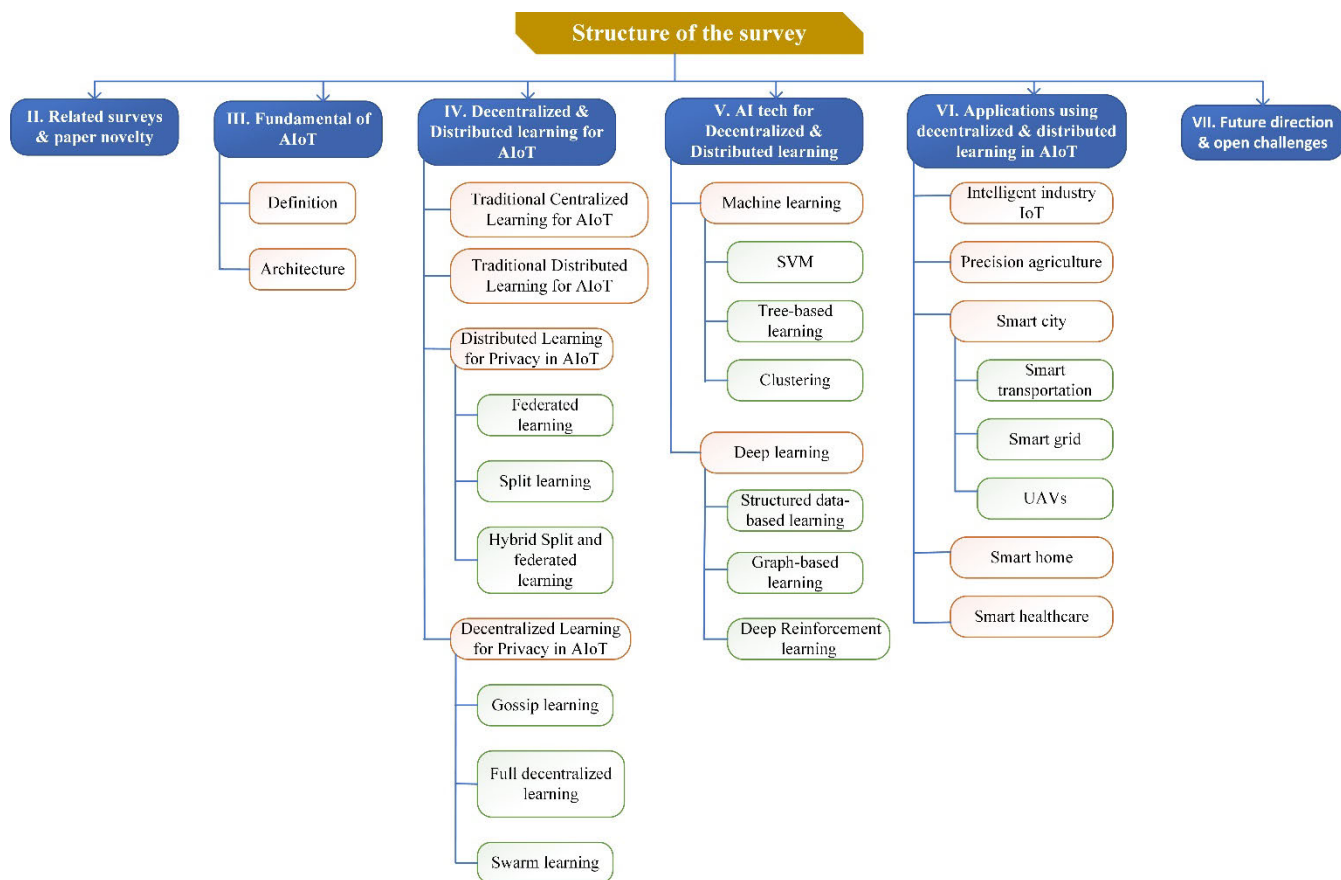 Structure of the survey
II. Related surveys
& paper novelty
III. Fundamental of
AIoT
Definition
Architecture
IV. Decentralized &
Distributed learning for
AIoT
Traditional Centralized
Learning for AIoT
Traditional Distributed
Learning for AIoT
Distributed Learning
for Privacy in AIoT
Federated
learning
Split learning
Hybrid Split and
federated
learning
Decentralized Learning
for Privacy in AIoT
Gossip learning
Full decentralized
learning
Swarm learning
V. AI tech for
Decentralized &
Distributed learning
Machine learning
SVM
Tree-based
learning
Clustering
Deep learning
Structured data-
based learning
Graph-based
learning
Deep Reinforcement
learning
VI. Applications using
decentralized & distributed
learning in AIoT
Intelligent industry
IoT
Precision agriculture
Smart city
Smart
transportation
Smart grid
UAVs
Smart home
Smart healthcare
VII. Future direction
& open challenges